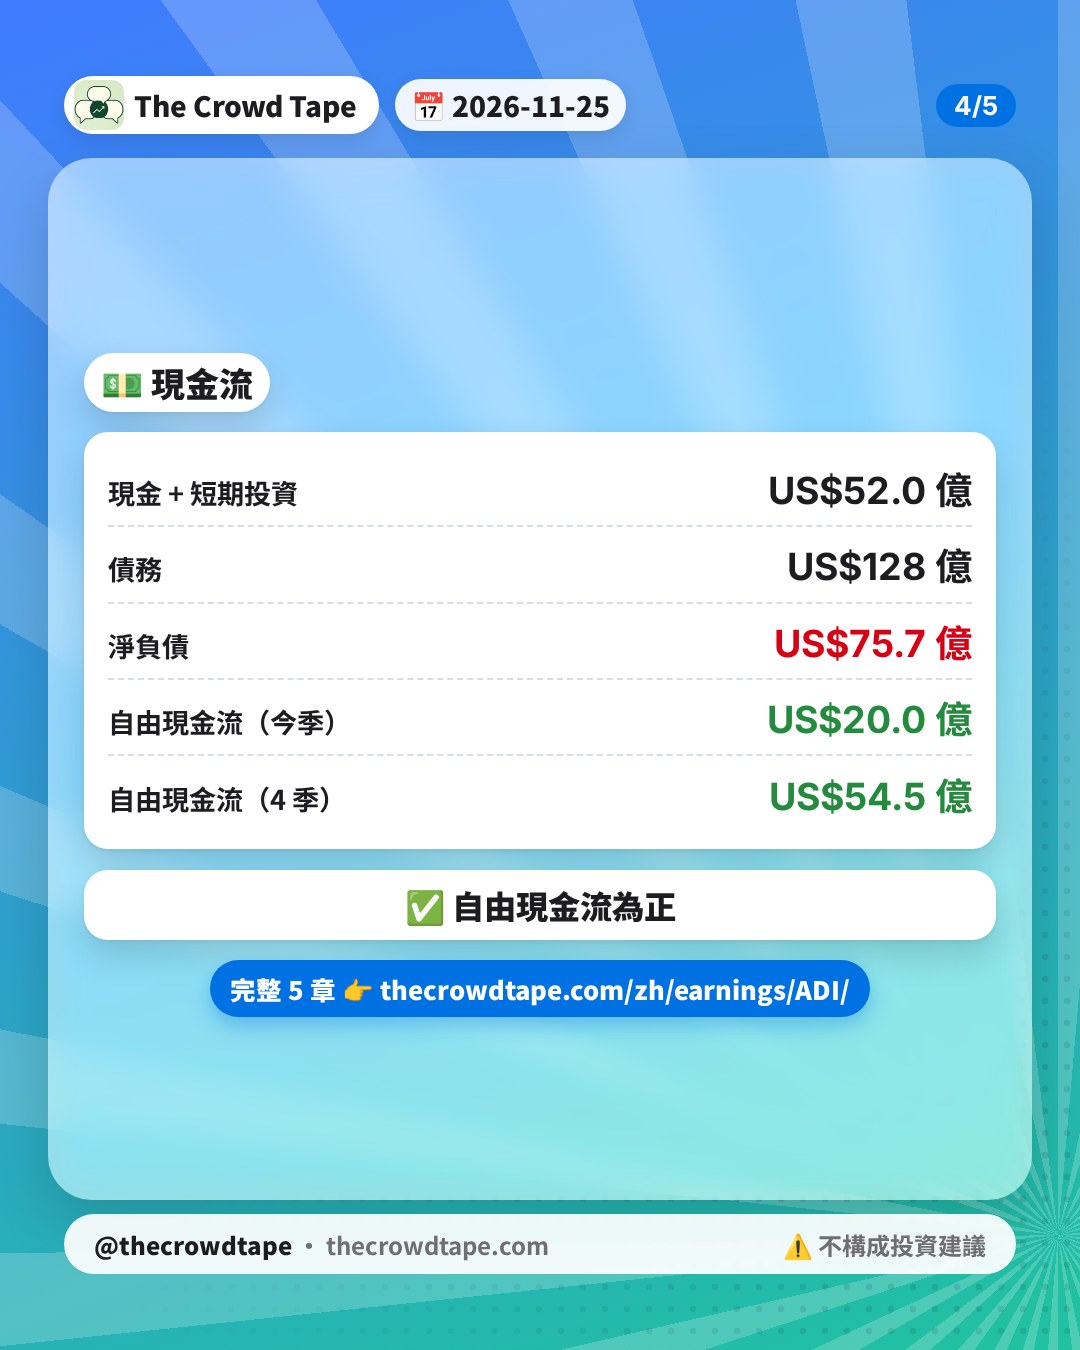 The Crowd Tape
2026-11-25
4/5
現金流
現金 + 短期投資 US$52.0 億
債務 US$128 億
淨負債 US$75.7 億
自由現金流（今季） US$20.0 億
自由現金流（4 季） US$54.5 億
✅ 自由現金流為正
完整 5 章 👉 thecrowdtape.com/zh/earnings/ADI/
@thecrowdtape • thecrowdtape.com
⚠️ 不構成投資建議